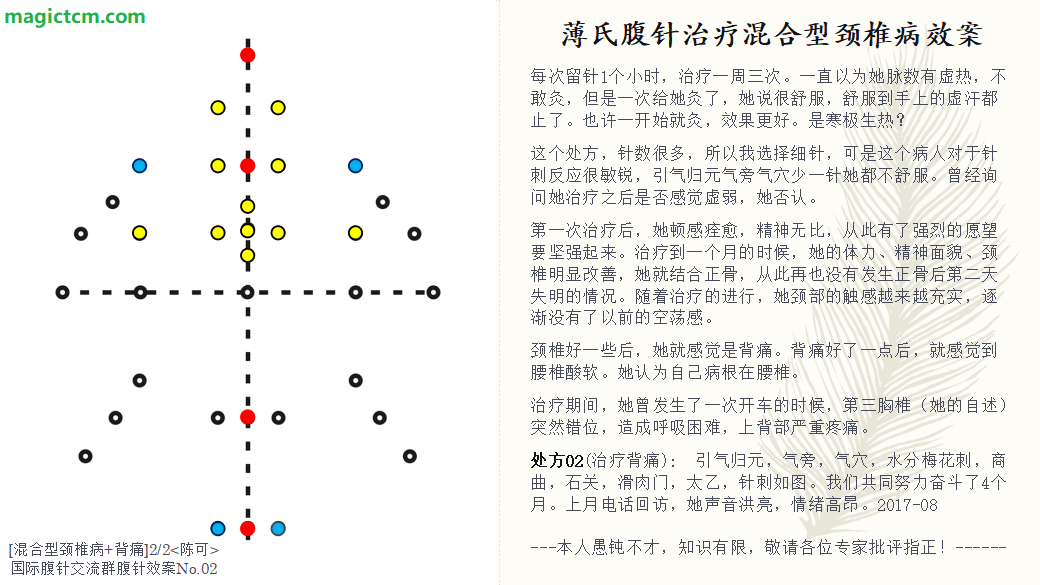 magictcm.com
薄氏腹针治疗混合型颈椎病效案
每次留针1个小时，治疗一周三次。一直以为她脉数有虚热，不
敢灸，但是一次给她灸了，她说很舒服，舒服到手上的虚汗都
止了。也许一开始就灸，效果更好。是寒极生热？
这个处方，针数很多，所以我选择细针，可是这个病人对于针
刺反应很敏锐，引气归元气旁气穴少一针她都不舒服。曾经询
问她治疗之后是否感觉虚弱，她否认。
第一次治疗后，她顿感痊愈，精神无比，从此有了强烈的愿望
要坚强起来。治疗到一个月的时候，她的体力、精神面貌、颈
椎明显改善，她就结合正骨，从此再也没有发生正骨后第二天
失明的情况。随着治疗的进行，她颈部的触感越来越充实，逐
渐没有了以前的空荡感。
颈椎好一些后，她就感觉是背痛。背痛好了一点后，就感觉到
腰椎酸软。她认为自己病根在腰椎。
治疗期间，她曾发生了一次开车的时候，第三胸椎（她的自述）
突然错位，造成呼吸困难，上背部严重疼痛。
处方02(治疗背痛)： 引气归元，气旁，气穴，水分梅花刺，商
曲，石关，滑肉门，太乙，针刺如图。我们共同努力奋斗了4个
月。上月电话回访，她声音洪亮，情绪高昂。2017-08
---本人愚钝不才，知识有限，敬请各位专家批评指正！------
[混合型颈椎病+背痛]2/2<陈可>
国际腹针交流群腹针效案No.02